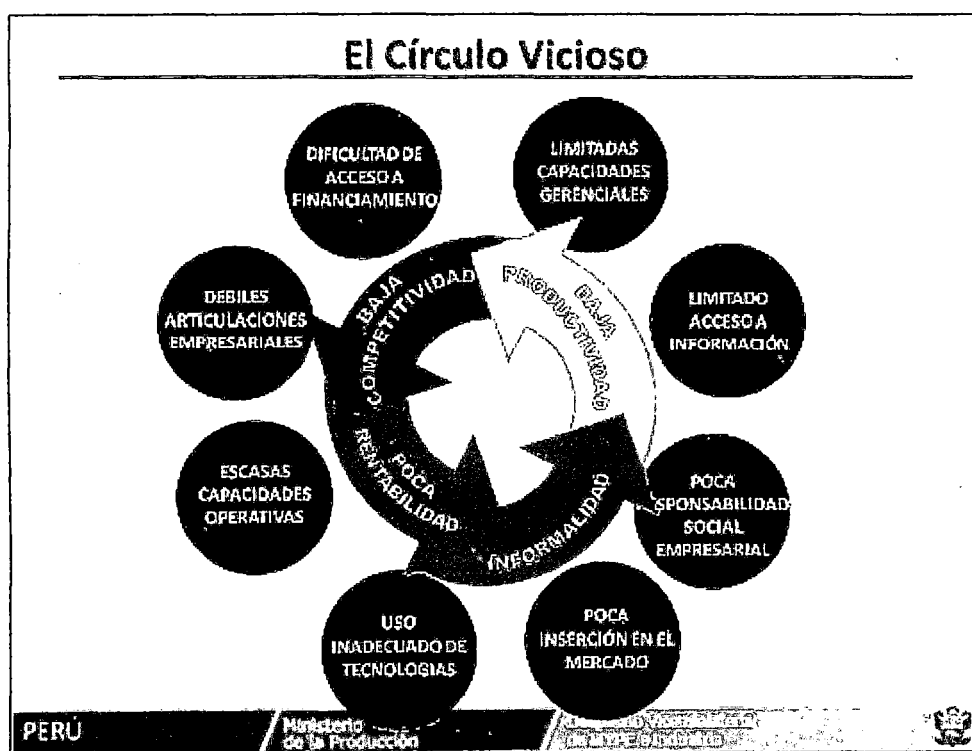 El Círculo Vicioso
DIFICULTAD DE
ACCESO A
FINANCIAMIENTO
LIMITADAS
CAPACIDADES
GERENCIALES
DEBILES
ARTICULACIONES
EMPRESARIALES
BAJA
COMPETITIVIDAD
BAJA
PRODUCTIVIDAD
LIMITADO
ACCESO A
INFORMACIÓN
ESCASAS
CAPACIDADES
OPERATIVAS
POCA
RENTABILIDAD
INFORMALIDAD
POCA
SPONSABILIDAD
SOCIAL
EMPRESARIAL
USO
INADECUADO DE
TECNOLOGIAS
POCA
INSERCIÓN EN EL
MERCADO
PERÚ
Ministerio
de la Producción